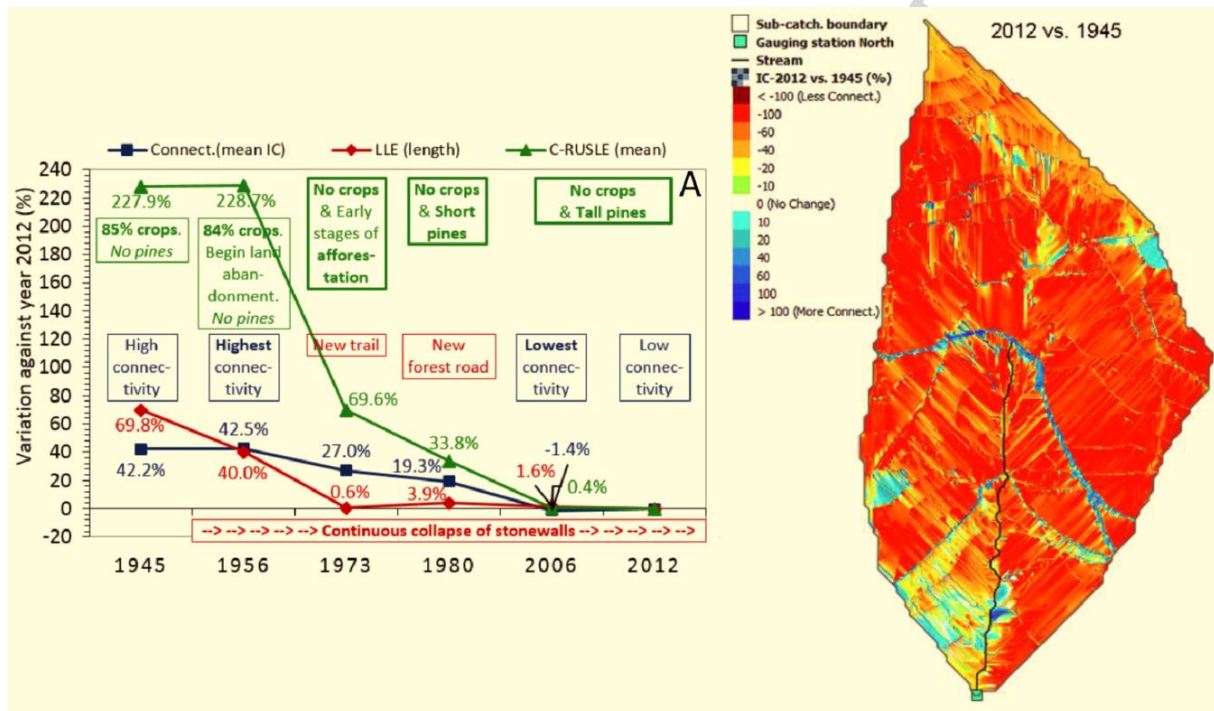 Connect.(mean IC) LLE (length) C-RUSLE (mean)
A
Variation against year 2012 (%)
240
220
200
180
160
140
120
100
80
60
40
20
0
-20
227.9%
228.7%
85% crops.
No pines
84% crops.
Begin land
aban-
donment.
No pines
No crops
& Early
stages of
affores-
tation
No crops
& Short
pines
No crops
& Tall pines
High
connec-
tivity
Highest
connec-
tivity
New trail
New
forest road
Lowest
connec-
tivity
Low
connec-
tivity
69.8%
42.2%
42.5%
40.0%
69.6%
27.0%
0.6%
33.8%
19.3%
3.9%
-1.4%
1.6%
0.4%
--> --> --> --> --> Continuous collapse of stonewalls --> --> --> --> -->
1945 1956 1973 1980 2006 2012
2012 vs. 1945
Sub-catch. boundary
Gauging station North
Stream
IC-2012 vs. 1945 (%)
< -100 (Less Connect.)
-100
-60
-40
-20
-10
0 (No Change)
10
20
40
60
100
> 100 (More Connect.)